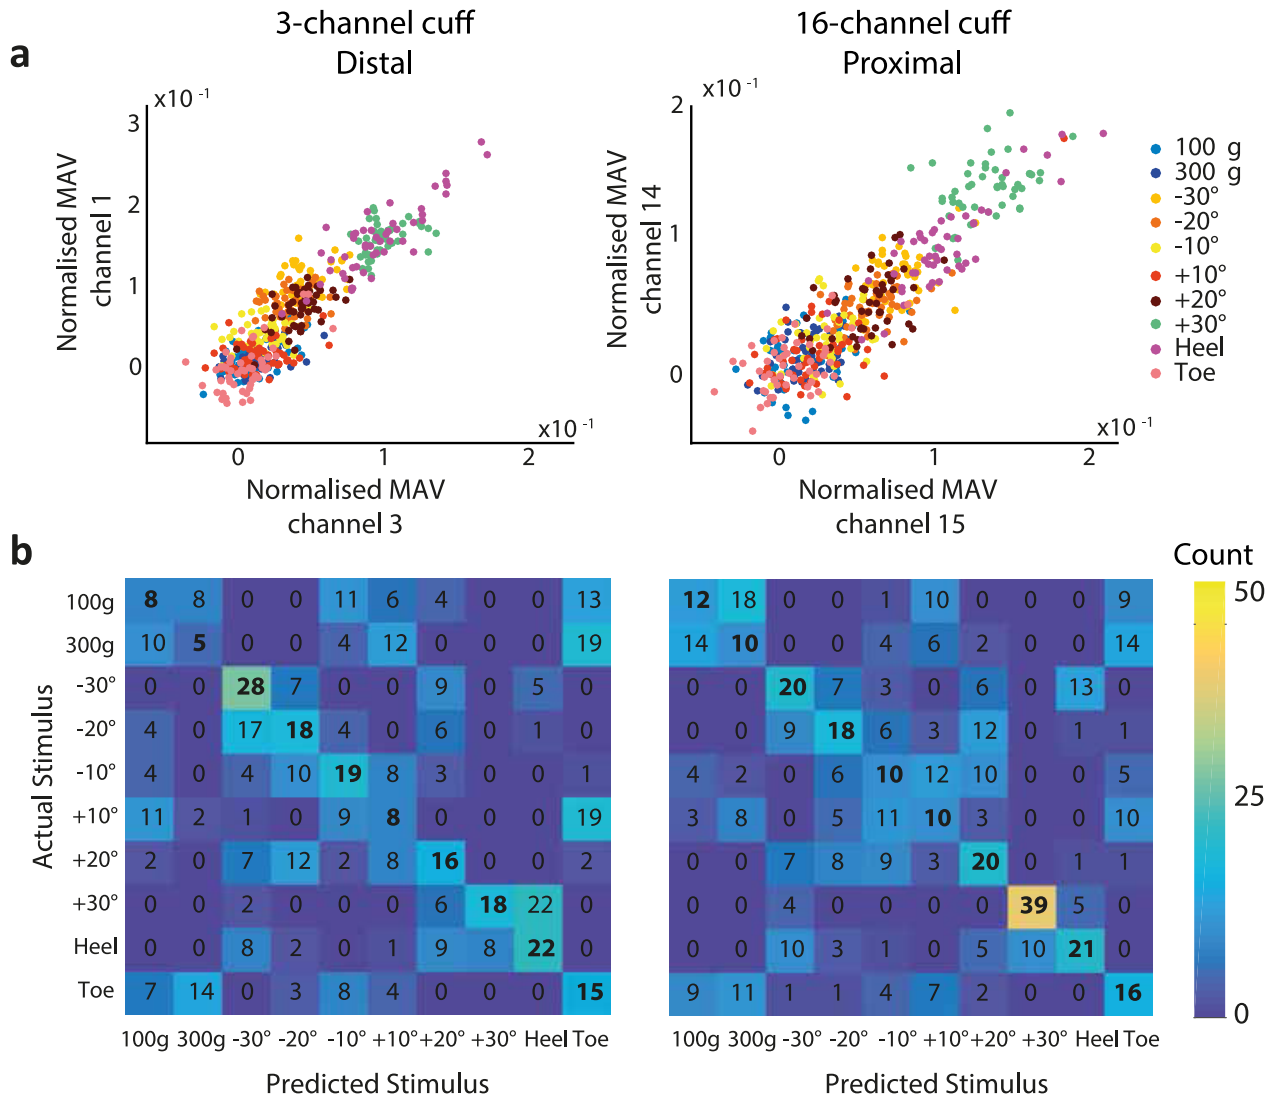 3-channel cuff
Distal
16-channel cuff
Proximal
a
x10 -1
3
2
1
0
Normalised MAV
channel 1
x10 -1
0 1 2
Normalised MAV
channel 3
x10 -1
2
1
0
Normalised MAV
channel 14
x10 -1
0 1 2
Normalised MAV
channel 15
100 g
300 g
-30°
-20°
-10°
+10°
+20°
+30°
Heel
Toe
b
Actual Stimulus
100g 8 8 0 0 11 6 4 0 0 13
300g 10 5 0 0 4 12 0 0 0 19
-30° 0 0 28 7 0 0 9 0 5 0
-20° 4 0 17 18 4 0 6 0 1 0
-10° 4 0 4 10 19 8 3 0 0 1
+10° 11 2 1 0 9 8 0 0 0 19
+20° 2 0 7 12 2 8 16 0 0 2
+30° 0 0 2 0 0 0 6 18 22 0
Heel 0 0 8 2 0 1 9 8 22 0
Toe 7 14 0 3 8 4 0 0 0 15
100g 300g -30° -20° -10° +10° +20° +30° Heel Toe
Predicted Stimulus
12 18 0 0 1 10 0 0 0 9
14 10 0 0 4 6 2 0 0 14
0 0 20 7 3 0 6 0 13 0
0 0 9 18 6 3 12 0 1 1
4 2 0 6 10 12 10 0 0 5
3 8 0 5 11 10 3 0 0 10
0 0 7 8 9 3 20 0 1 1
0 0 4 0 0 0 0 39 5 0
0 0 10 3 1 0 5 10 21 0
9 11 1 1 4 7 2 0 0 16
100g 300g -30° -20° -10° +10° +20° +30° Heel Toe
Predicted Stimulus
Count
50
25
0